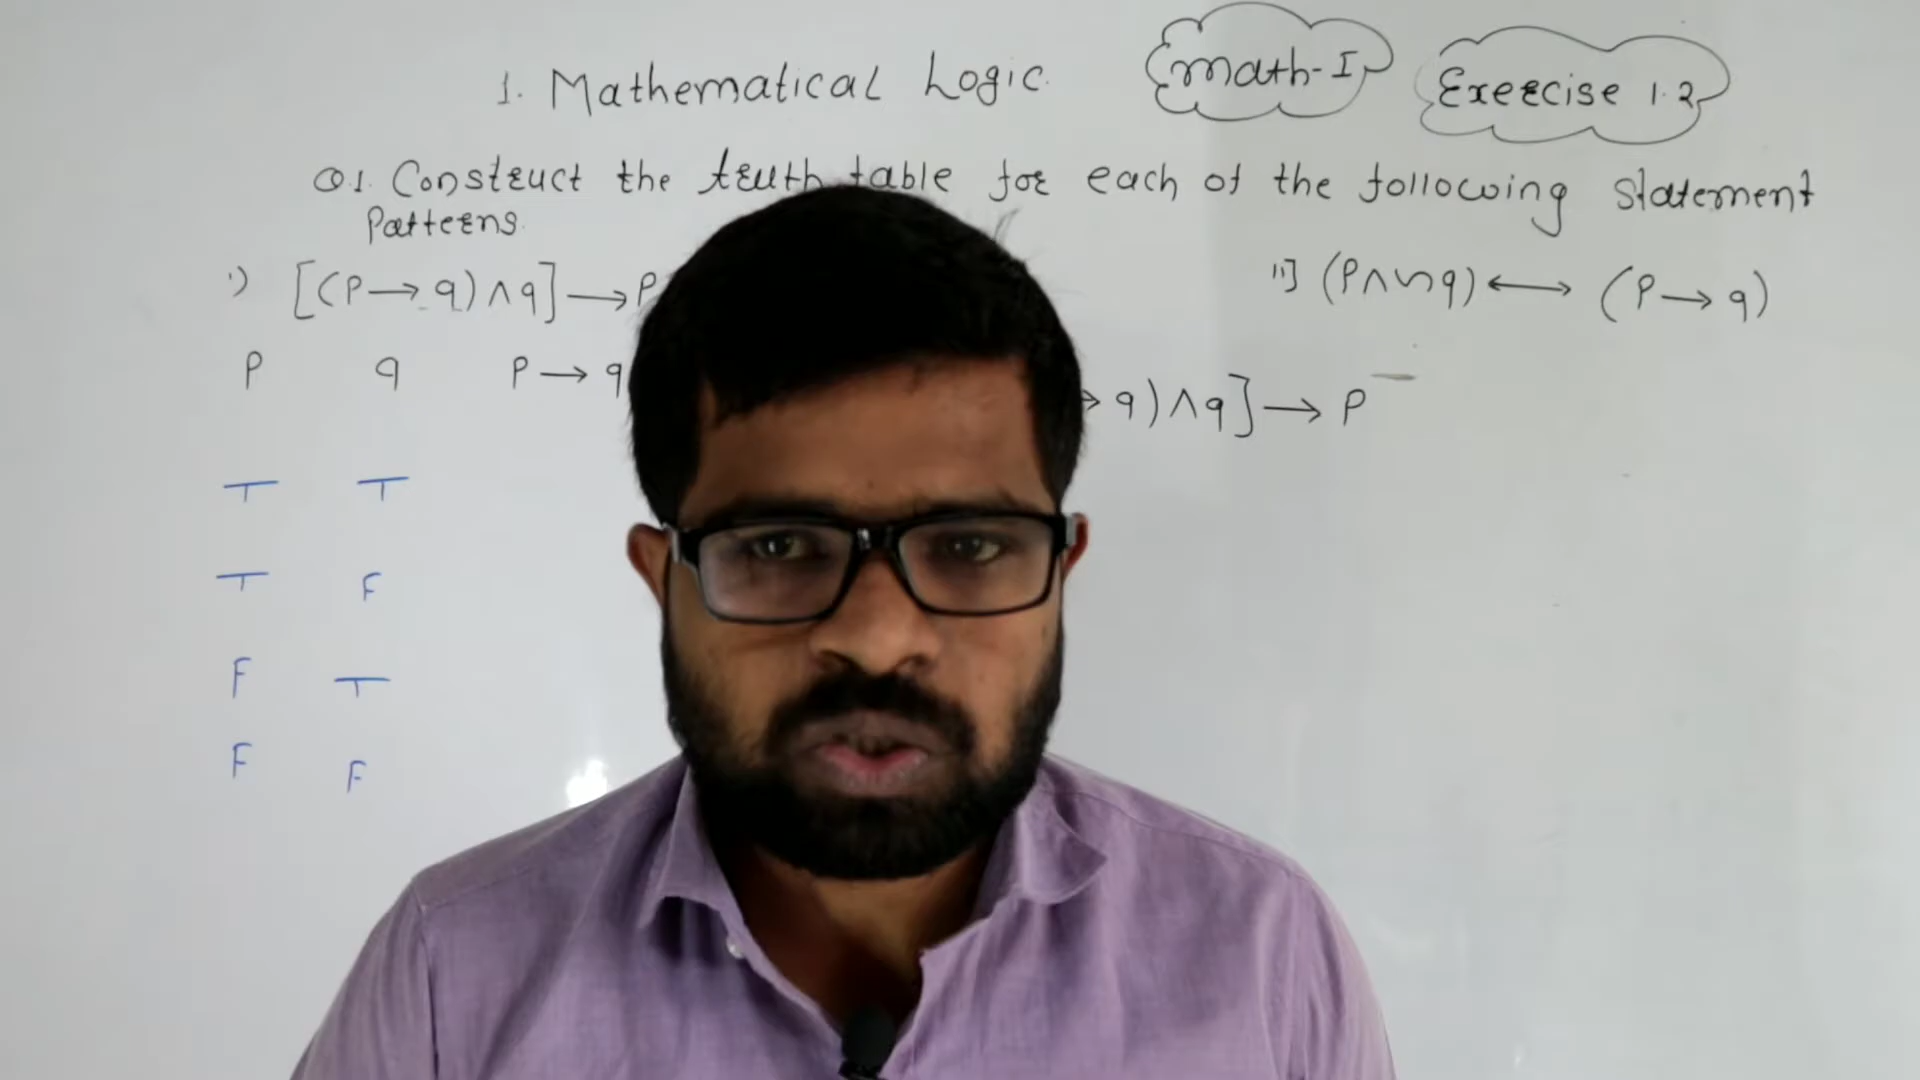 1. Mathematical Logic. Math-I Exercise 1.2
Q1. Construct the truth table for each of the following statement
Patterns.
i) [(P→q)∧q]→P ii] (P∧∽q)↔(P→q)
P q P→q → q)∧q]→P
T T
T F
F T
F F